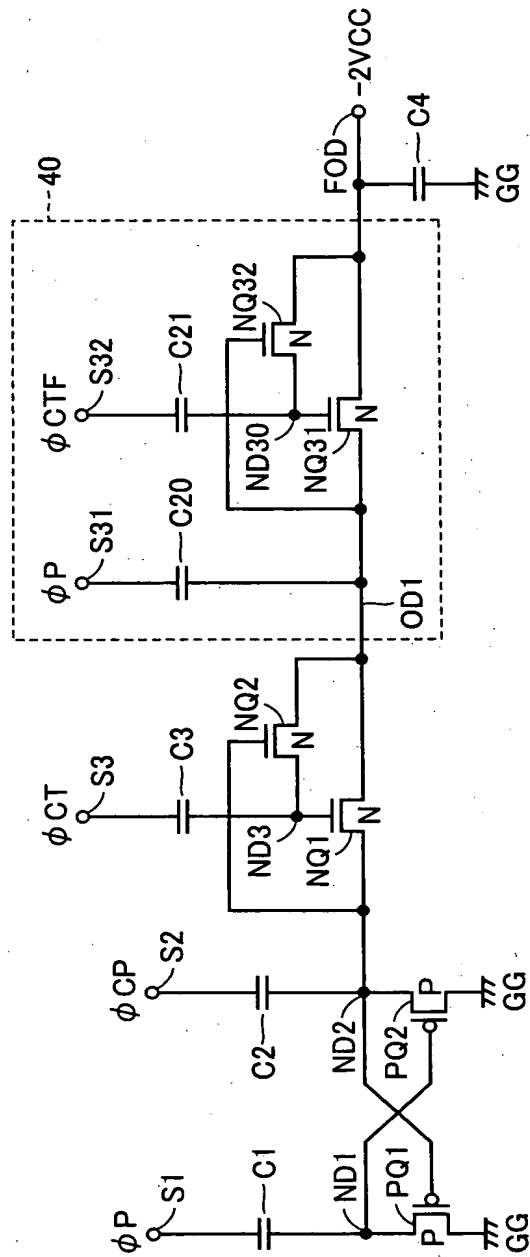 φP
S1
C1
ND1
PQ1
P
GG
φCP
S2
C2
ND2
PQ2
P
GG
φCT
S3
C3
ND3
NQ1
N
NQ2
N
OD1
φP
S31
C20
φCTF
S32
C21
ND30
NQ31
N
NQ32
N
40
FOD
-2VCC
C4
GG